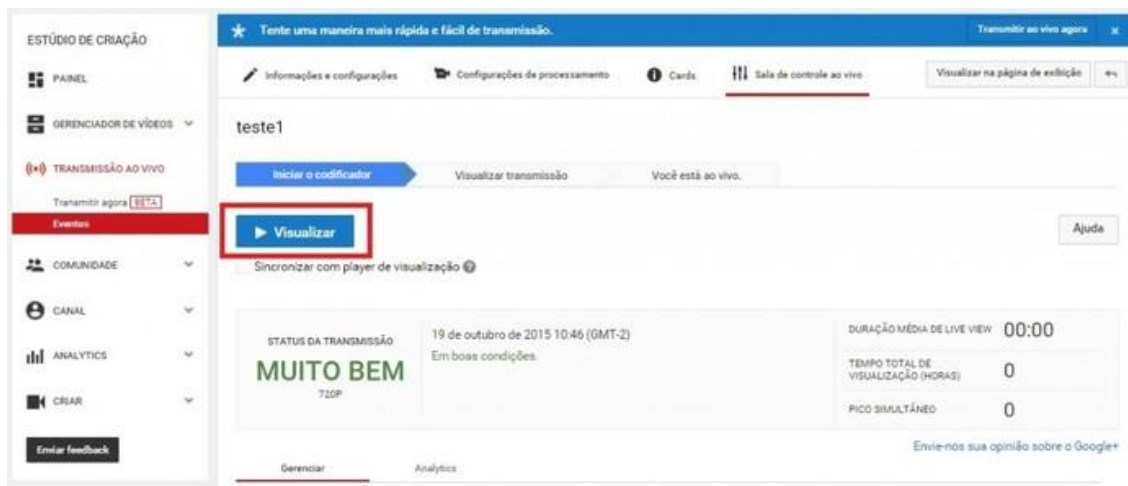 ESTÚDIO DE CRIAÇÃO
PAINEL
GERENCIADOR DE VÍDEOS
TRANSMISSÃO AO VIVO
Transmitir agora BETA
Eventos
COMUNIDADE
CANAL
ANALYTICS
CRIAR
Enviar feedback
Tente uma maneira mais rápida e fácil de transmissão.
Transmitir ao vivo agora x
Informações e configurações
Configurações de processamento
Cards
Sala de controle ao vivo
Visualizar na página de exibição
teste1
Iniciar o codificador
Visualizar transmissão
Você está ao vivo.
Visualizar
Ajuda
Sincronizar com player de visualização ?
STATUS DA TRANSMISSÃO
MUITO BEM
720P
19 de outubro de 2015 10:46 (GMT-2)
Em boas condições.
DURAÇÃO MÉDIA DE LIVE VIEW 00:00
TEMPO TOTAL DE
VISUALIZAÇÃO (HORAS) 0
PICO SIMULTÂNEO 0
Envie-nos sua opinião sobre o Google+
Gerenciar
Analytics